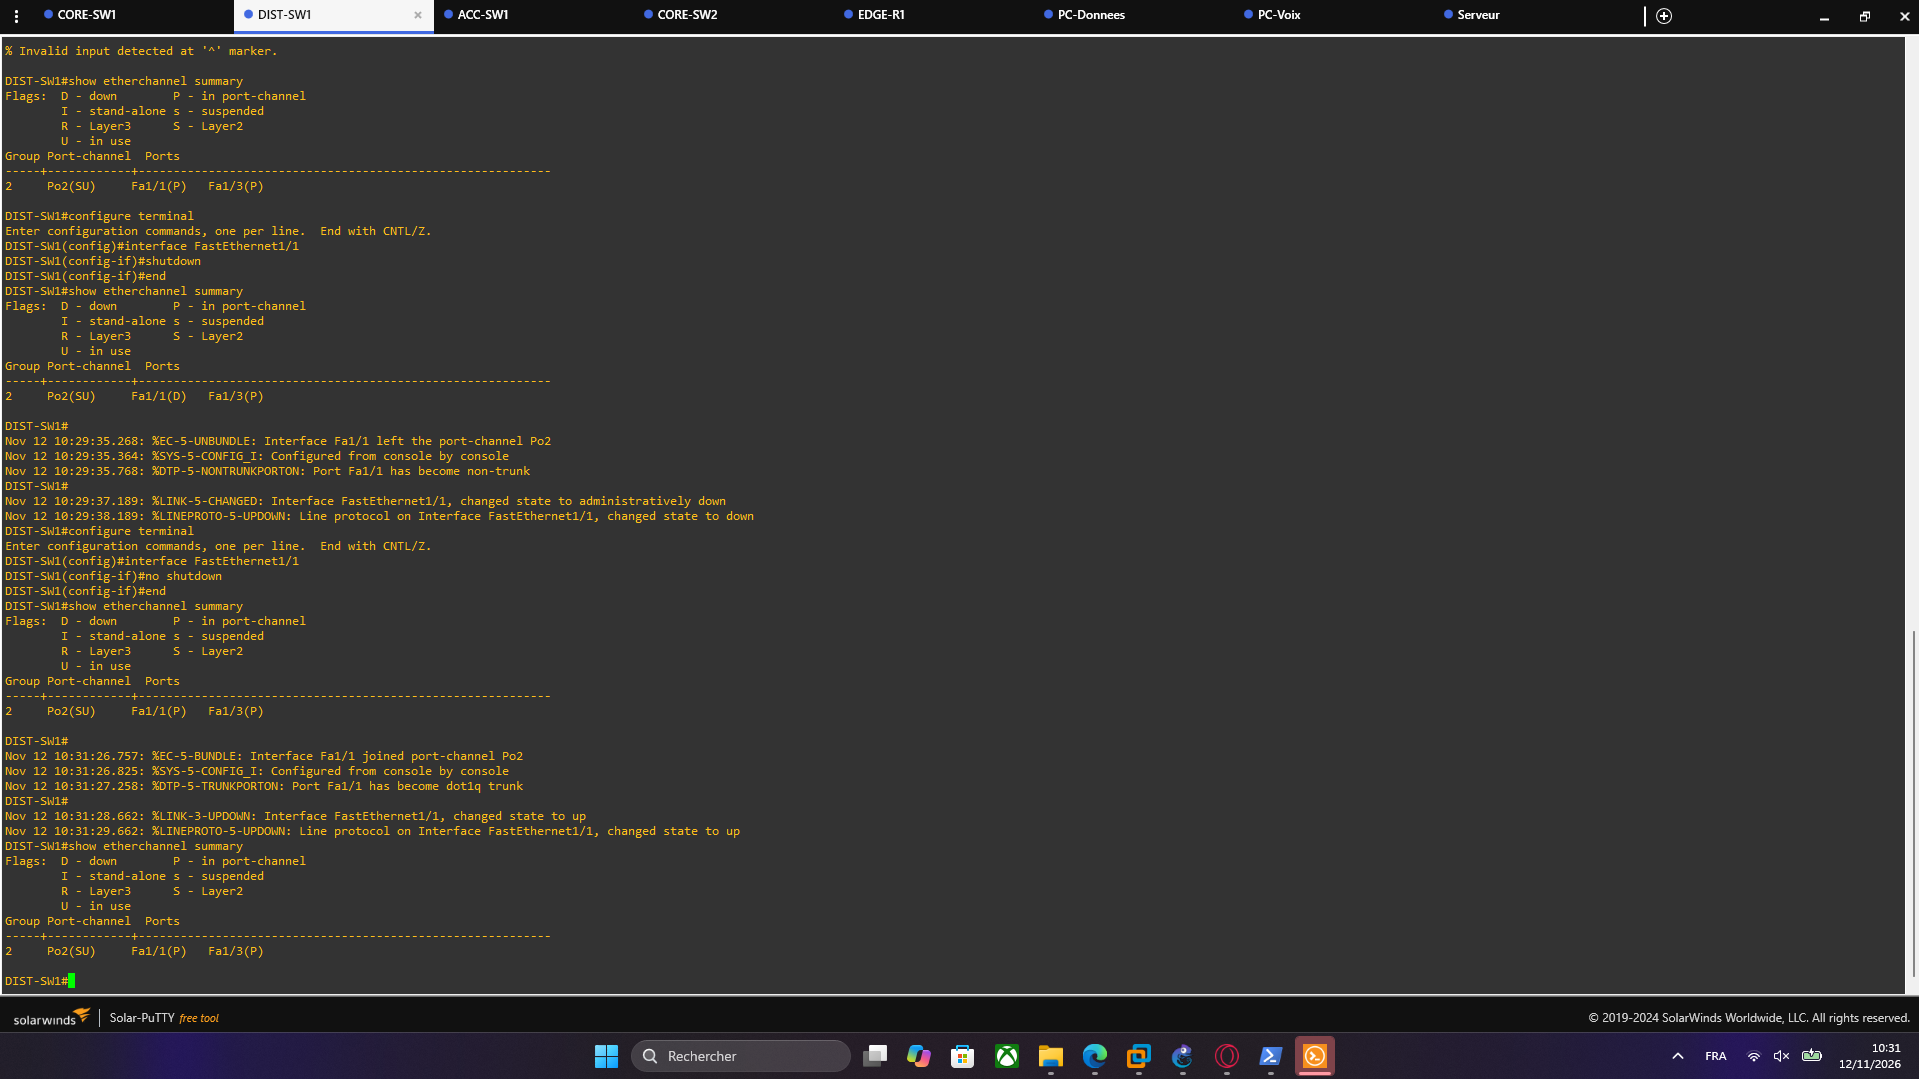 CORE-SW1
DIST-SW1
ACC-SW1
CORE-SW2
EDGE-R1
PC-Donnees
PC-Voix
Serveur
% Invalid input detected at '^' marker.
DIST-SW1#show etherchannel summary
Flags:  D - down        P - in port-channel
        I - stand-alone s - suspended
        R - Layer3      S - Layer2
        U - in use
Group Port-channel  Ports
-----+------------+-----------------------------------------------------------
2     Po2(SU)     Fa1/1(P)   Fa1/3(P)
DIST-SW1#configure terminal
Enter configuration commands, one per line.  End with CNTL/Z.
DIST-SW1(config)#interface FastEthernet1/1
DIST-SW1(config-if)#shutdown
DIST-SW1(config-if)#end
DIST-SW1#show etherchannel summary
Flags:  D - down        P - in port-channel
        I - stand-alone s - suspended
        R - Layer3      S - Layer2
        U - in use
Group Port-channel  Ports
-----+------------+-----------------------------------------------------------
2     Po2(SU)     Fa1/1(D)   Fa1/3(P)
DIST-SW1#
Nov 12 10:29:35.268: %EC-5-UNBUNDLE: Interface Fa1/1 left the port-channel Po2
Nov 12 10:29:35.364: %SYS-5-CONFIG_I: Configured from console by console
Nov 12 10:29:35.768: %DTP-5-NONTRUNKPORTON: Port Fa1/1 has become non-trunk
DIST-SW1#
Nov 12 10:29:37.189: %LINK-5-CHANGED: Interface FastEthernet1/1, changed state to administratively down
Nov 12 10:29:38.189: %LINEPROTO-5-UPDOWN: Line protocol on Interface FastEthernet1/1, changed state to down
DIST-SW1#configure terminal
Enter configuration commands, one per line.  End with CNTL/Z.
DIST-SW1(config)#interface FastEthernet1/1
DIST-SW1(config-if)#no shutdown
DIST-SW1(config-if)#end
DIST-SW1#show etherchannel summary
Flags:  D - down        P - in port-channel
        I - stand-alone s - suspended
        R - Layer3      S - Layer2
        U - in use
Group Port-channel  Ports
-----+------------+-----------------------------------------------------------
2     Po2(SU)     Fa1/1(P)   Fa1/3(P)
DIST-SW1#
Nov 12 10:31:26.757: %EC-5-BUNDLE: Interface Fa1/1 joined port-channel Po2
Nov 12 10:31:26.825: %SYS-5-CONFIG_I: Configured from console by console
Nov 12 10:31:27.258: %DTP-5-TRUNKPORTON: Port Fa1/1 has become dot1q trunk
DIST-SW1#
Nov 12 10:31:28.662: %LINK-3-UPDOWN: Interface FastEthernet1/1, changed state to up
Nov 12 10:31:29.662: %LINEPROTO-5-UPDOWN: Line protocol on Interface FastEthernet1/1, changed state to up
DIST-SW1#show etherchannel summary
Flags:  D - down        P - in port-channel
        I - stand-alone s - suspended
        R - Layer3      S - Layer2
        U - in use
Group Port-channel  Ports
-----+------------+-----------------------------------------------------------
2     Po2(SU)     Fa1/1(P)   Fa1/3(P)
DIST-SW1#
solarwinds Solar-PuTTY free tool
© 2019-2024 SolarWinds Worldwide, LLC. All rights reserved.
Rechercher
FRA
10:31
12/11/2026